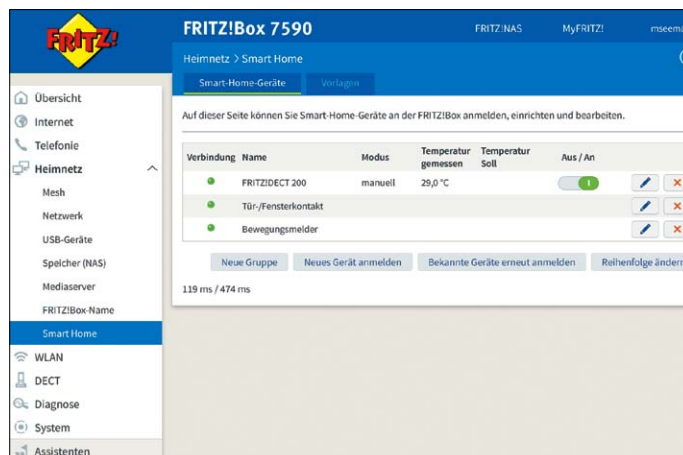 FRITZ!
FRITZ!Box 7590
FRITZ!NAS
MyFRITZ!
Heimnetz > Smart Home
Smart-Home-Geräte
Vorlagen
Auf dieser Seite können Sie Smart-Home-Geräte an der FRITZ!Box anmelden, einrichten und bearbeiten.
Verbindung Name Modus Temperatur gemessen Temperatur Soll Aus / An
FRITZ!DECT 200 manuell 29,0 °C
Tür-/Fensterkontakt
Bewegungsmelder
Neue Gruppe
Neues Gerät anmelden
Bekannte Geräte erneut anmelden
Reihenfolge ändern
119 ms / 474 ms
Übersicht
Internet
Telefonie
Heimnetz
Mesh
Netzwerk
USB-Geräte
Speicher (NAS)
Mediaserver
FRITZ!Box-Name
Smart Home
WLAN
DECT
Diagnose
System
Assistenten